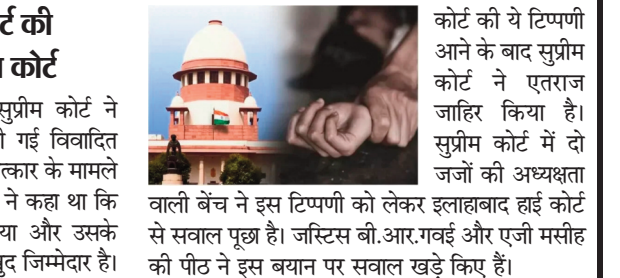 र्ट की
कोर्ट
सुप्रीम कोर्ट ने
गई विवादित
के मामले
ने कहा था कि
या और उसके
जिम्मेदार है।
कोर्ट की ये टिप्पणी
आने के बाद सुप्रीम
कोर्ट ने एतराज
जाहिर किया है।
सुप्रीम कोर्ट में दो
जजों की अध्यक्षता
वाली बेंच ने इस टिप्पणी को लेकर इलाहाबाद हाई कोर्ट
से सवाल पूछा है। जस्टिस बी.आर.गवई और एजी मसीह
की पीठ ने इस बयान पर सवाल खड़े किए हैं।